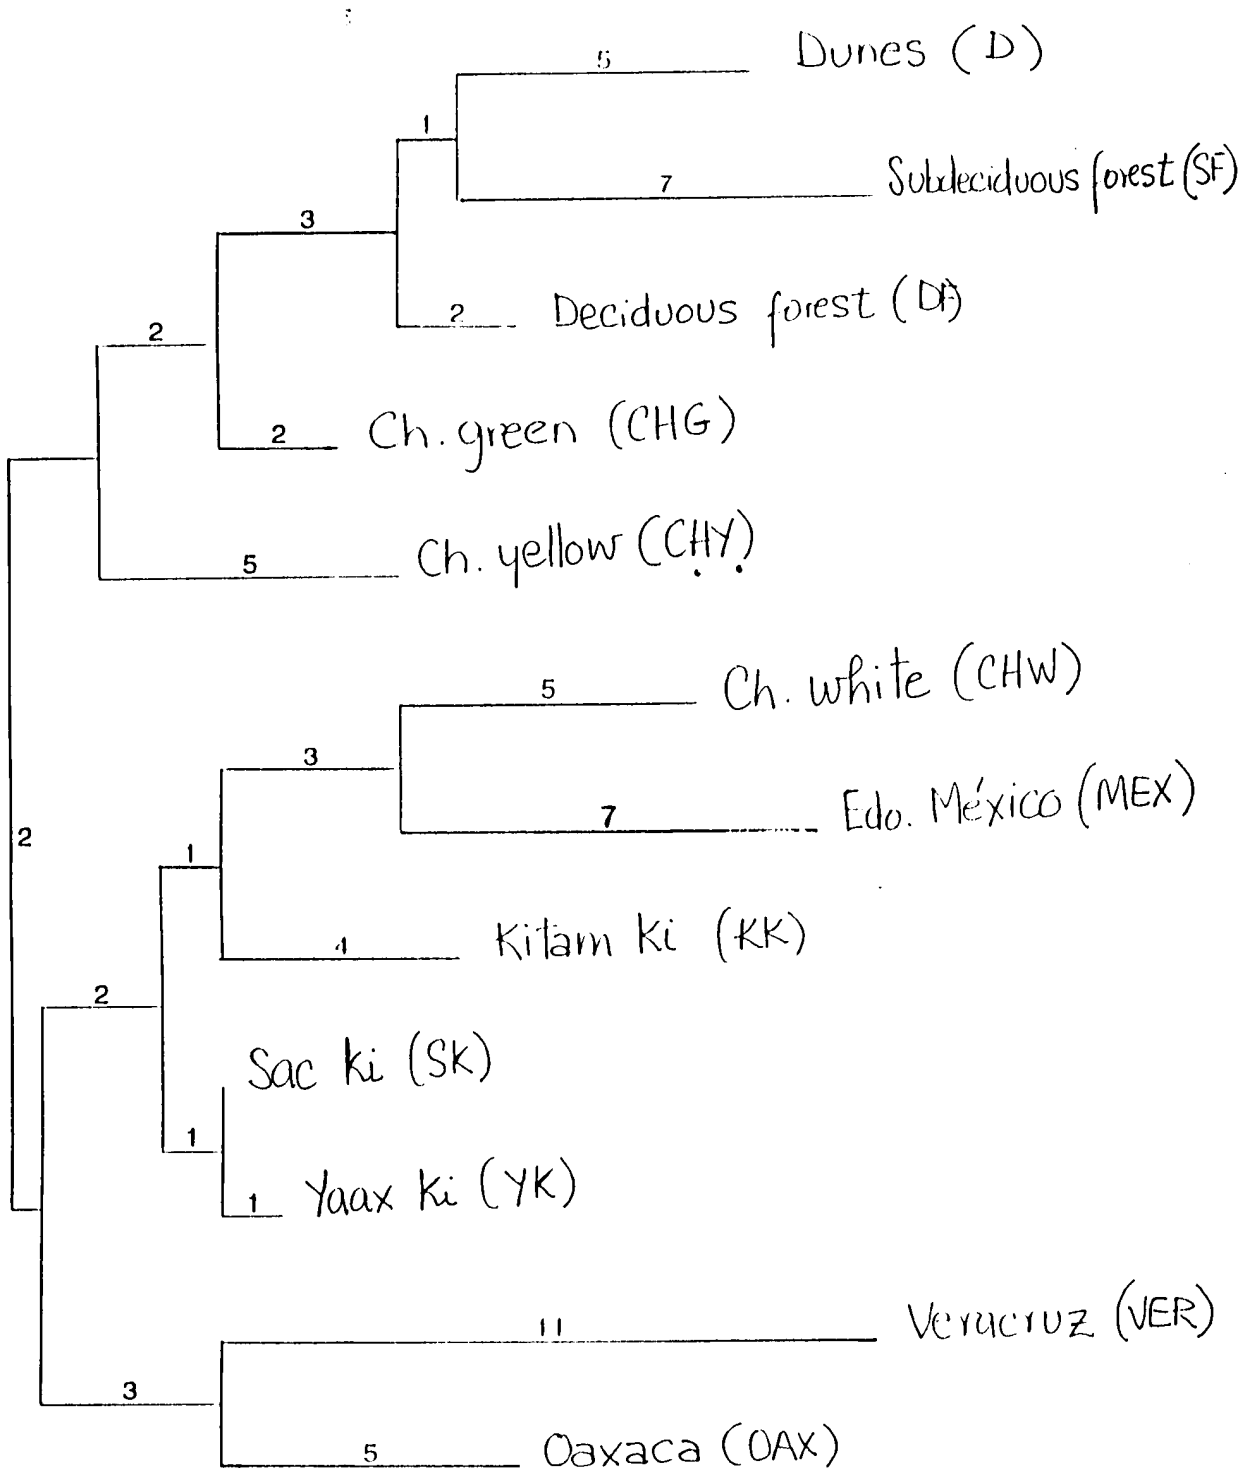 5 Dunes (D)
1
7 Subdeciduous forest (SF)
3
2 Deciduous forest (DF)
2
2 Ch. green (CHG)
5 Ch. yellow (CHY)
5 Ch. white (CHW)
3
7 Edo. México (MEX)
2
1
4 Kitam Ki (KK)
2
Sac Ki (SK)
1
1 Yaax Ki (YK)
11 Veracruz (VER)
3
5 Oaxaca (OAX)